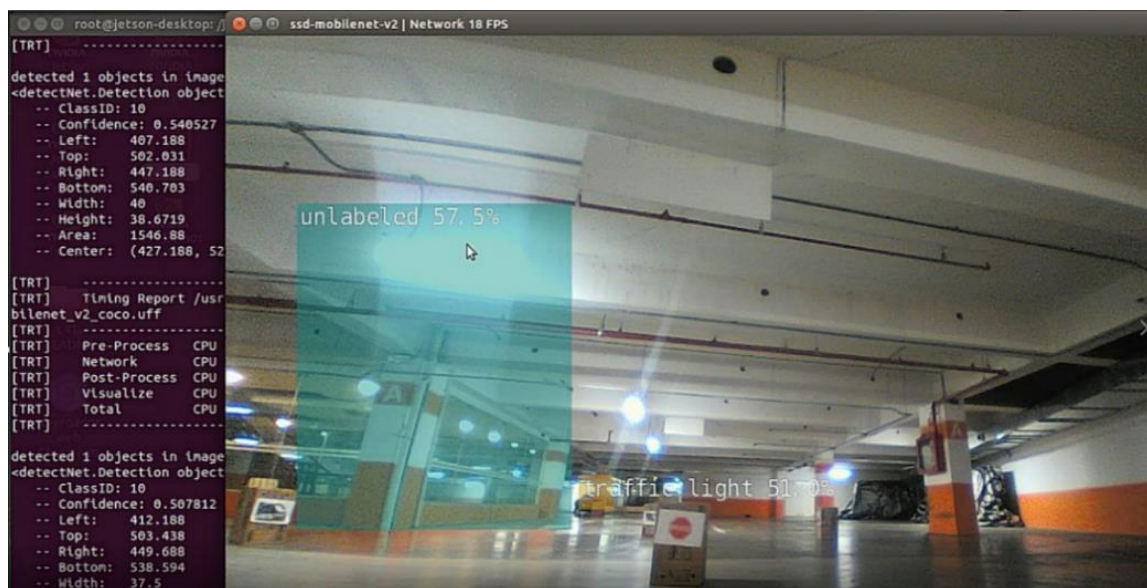 root@jetson-desktop: /j
ssd-mobilenet-v2 | Network 18 FPS
[TRT] --------------------
detected 1 objects in image
<detectNet.Detection object
-- ClassID: 10
-- Confidence: 0.540527
-- Left: 407.188
-- Top: 502.031
-- Right: 447.188
-- Bottom: 540.703
-- Width: 40
-- Height: 38.6719
-- Area: 1546.88
-- Center: (427.188, 52
[TRT] --------------------
[TRT] Timing Report /usr
bilenet_v2_coco.uff
[TRT] --------------------
[TRT] Pre-Process CPU
[TRT] Network CPU
[TRT] Post-Process CPU
[TRT] Visualize CPU
[TRT] Total CPU
[TRT] --------------------
detected 1 objects in image
<detectNet.Detection object
-- ClassID: 10
-- Confidence: 0.507812
-- Left: 412.188
-- Top: 503.438
-- Right: 449.688
-- Bottom: 538.594
-- Width: 37.5
unlabeled 57.5%
A
A
traffic light 51.0%